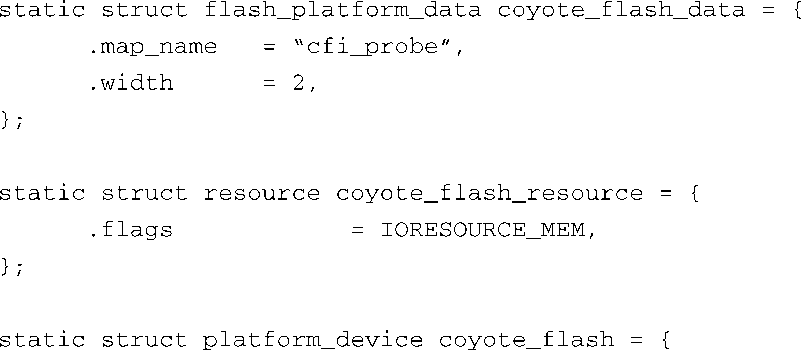 static struct flash_platform_data coyote_flash_data = {
.map_name = “cfi_probe”,
.width = 2,
};
static struct resource coyote_flash_resource = {
.flags = IORESOURCE_MEM,
};
static struct platform_device coyote_flash = {